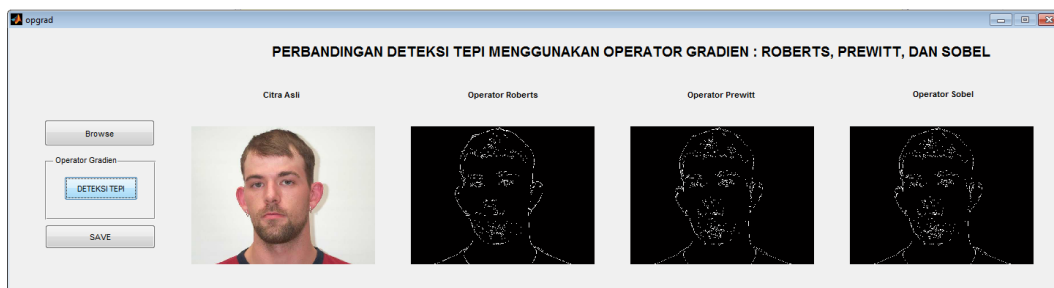 opgrad
PERBANDINGAN DETEKSI TEPI MENGGUNAKAN OPERATOR GRADIEN : ROBERTS, PREWITT, DAN SOBEL
Citra Asli
Operator Roberts
Operator Prewitt
Operator Sobel
Browse
Operator Gradien
DETEKSI TEPI
SAVE